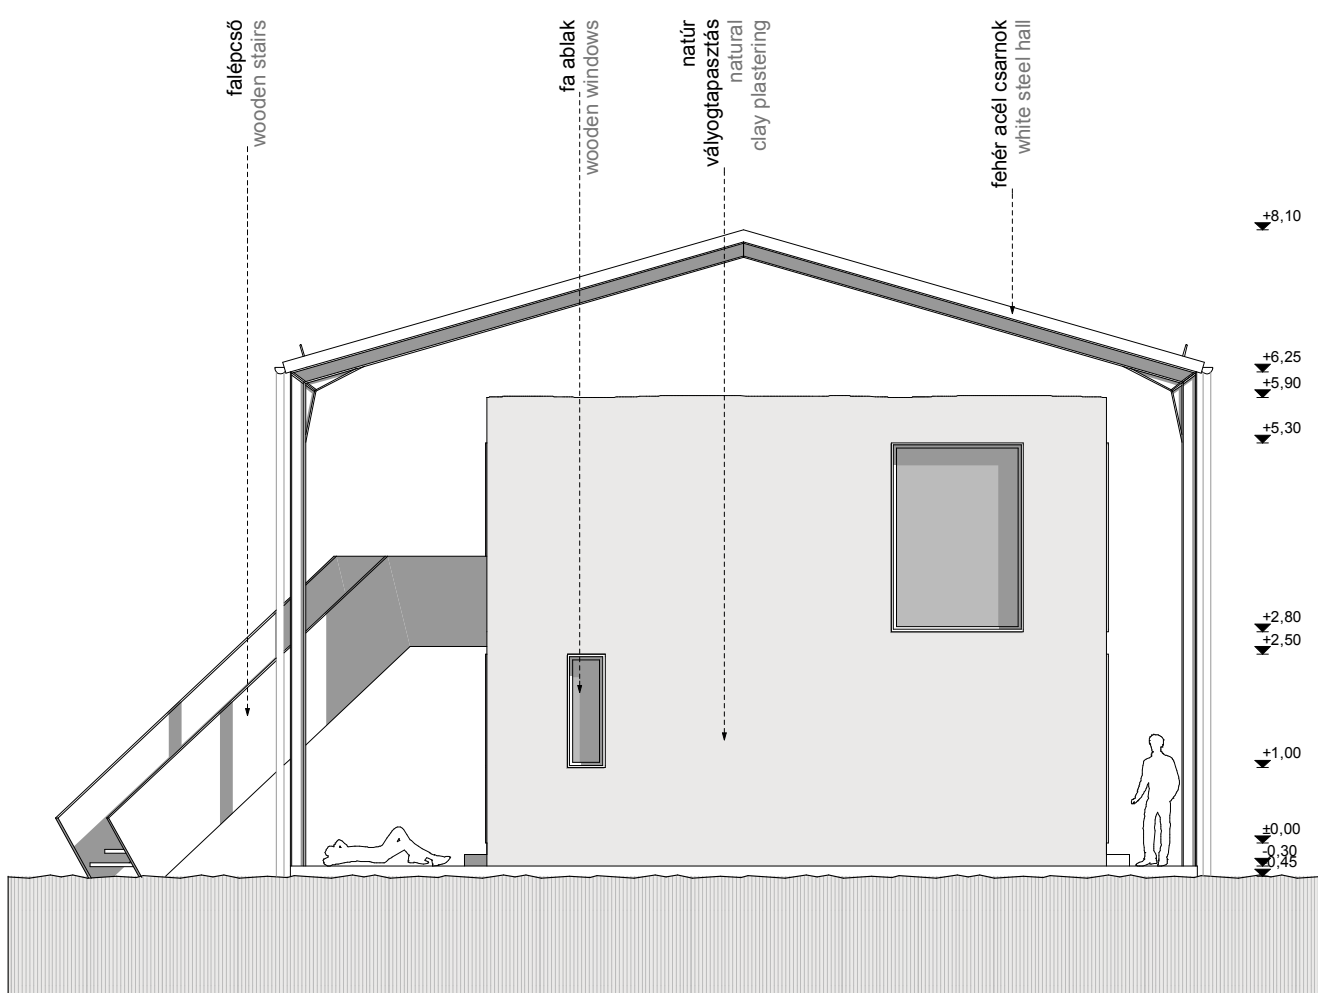 falépcső
wooden stairs
fa ablak
wooden windows
natúr
vályogtapasztás
natural
clay plastering
fehér acél csarnok
white steel hall
+8,10
+6,25
+5,90
+5,30
+2,80
+2,50
+1,00
±0,00
-0,30
-0,45